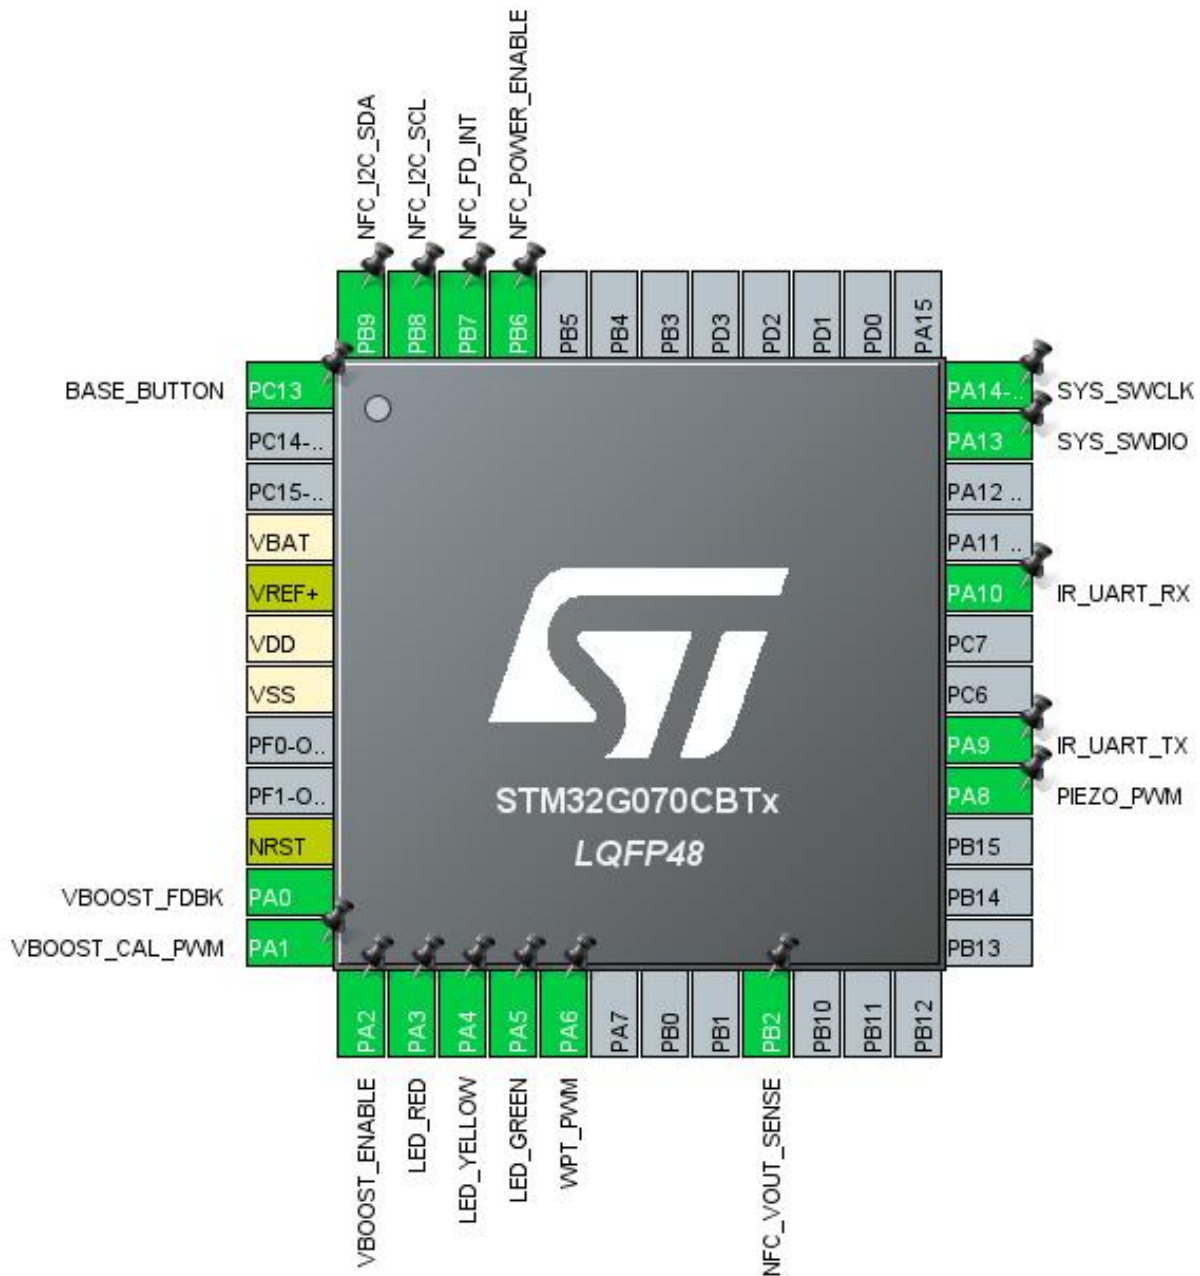 NFC_I2C_SDA
NFC_I2C_SCL
NFC_FD_INT
NFC_POWER_ENABLE
PB9
PB8
PB7
PB6
PB5
PB4
PB3
PD3
PD2
PD1
PD0
PA15
BASE_BUTTON
PC13
PC14-..
PC15-..
VBAT
VREF+
VDD
VSS
PF0-O..
PF1-O..
NRST
VBOOST_FDBK
PA0
VBOOST_CAL_PWM
PA1
ST
STM32G070CBTx
LQFP48
PA14-..
SYS_SWCLK
PA13
SYS_SWDIO
PA12 ..
PA11 ..
PA10
IR_UART_RX
PC7
PC6
PA9
IR_UART_TX
PA8
PIEZO_PWM
PB15
PB14
PB13
PA2
PA3
PA4
PA5
PA6
PA7
PB0
PB1
PB2
PB10
PB11
PB12
VBOOST_ENABLE
LED_RED
LED_YELLOW
LED_GREEN
WPT_PWM
NFC_VOUT_SENSE